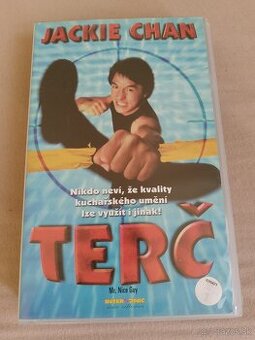 JACKIE CHAN
Nikdo neví, že kvality
kuchařského umění
lze využít i jinak!
TERČ
Mr. Nice Guy